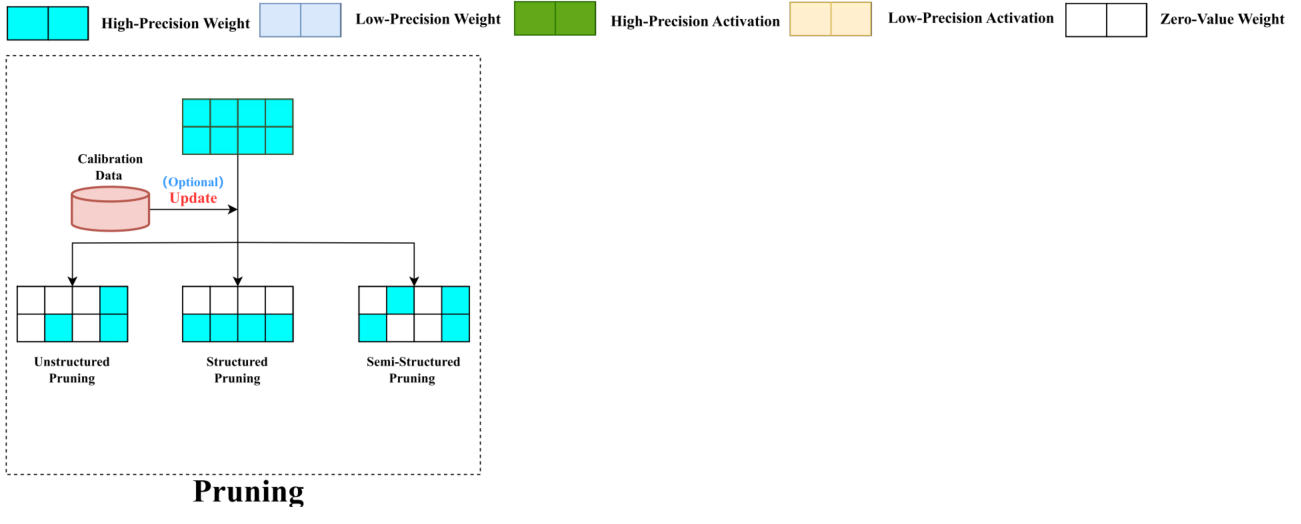 High-Precision Weight
Low-Precision Weight
High-Precision Activation
Low-Precision Activation
Zero-Value Weight
Calibration
Data
(Optional)
Update
Unstructured
Pruning
Structured
Pruning
Semi-Structured
Pruning
Pruning